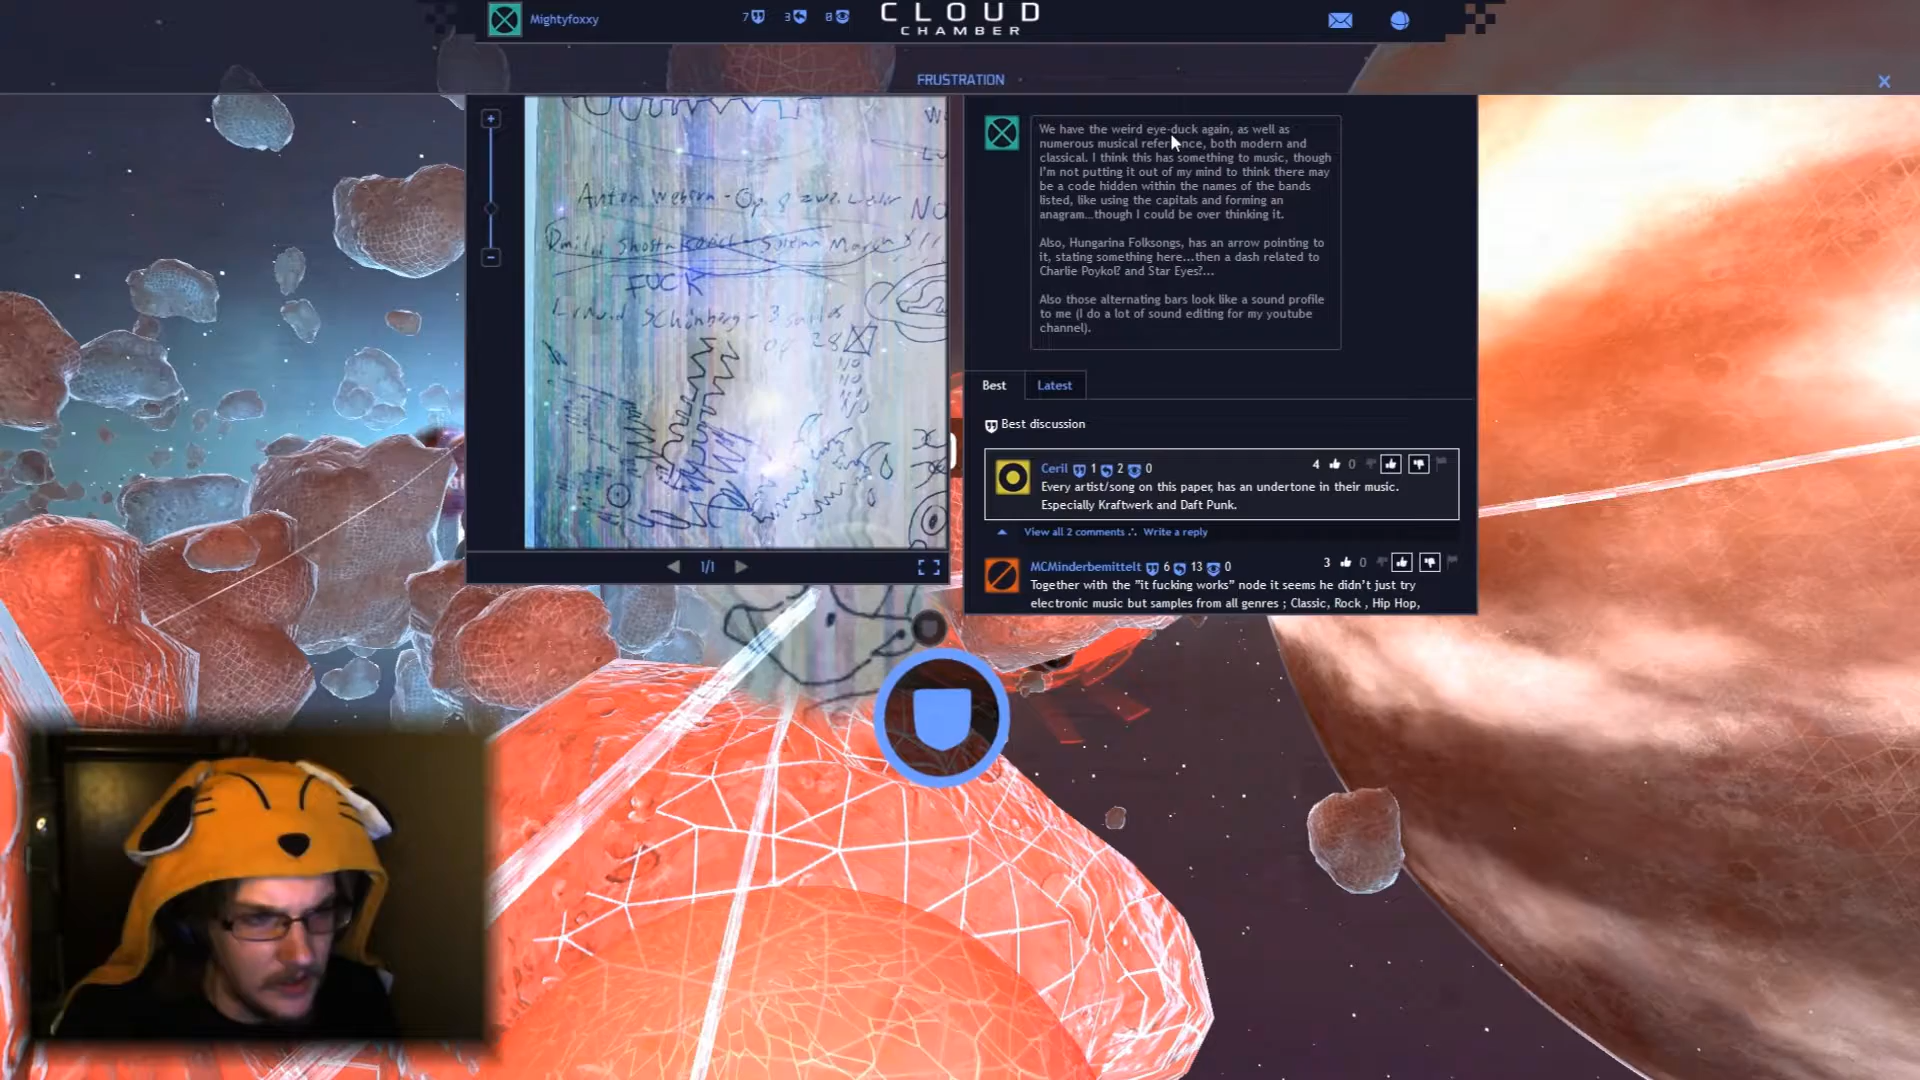 Mightyfoxxy 7 3 0
CLOUD
CHAMBER
FRUSTRATION
NO
FUCK
Schönberg - 3
op 28
NO
NO
NO
NO
1/1
We have the weird eye-duck again, as well as
numerous musical reference, both modern and
classical. I think this has something to music, though
I'm not putting it out of my mind to think there may
be a code hidden within the names of the bands
listed, like using the capitals and forming an
anagram...though I could be over thinking it.
Also, Hungarina Folksongs, has an arrow pointing to
it, stating something here...then a dash related to
Charlie Poykol? and Star Eyes?...
Also those alternating bars look like a sound profile
to me (I do a lot of sound editing for my youtube
channel).
Best Latest
Best discussion
Ceril 1 2 0 4 0
Every artist/song on this paper, has an undertone in their music.
Especially Kraftwerk and Daft Punk.
View all 2 comments Write a reply
MCMinderbemittelt 6 13 0 3 0
Together with the "it fucking works" node it seems he didn't just try
electronic music but samples from all genres ; Classic, Rock , Hip Hop,